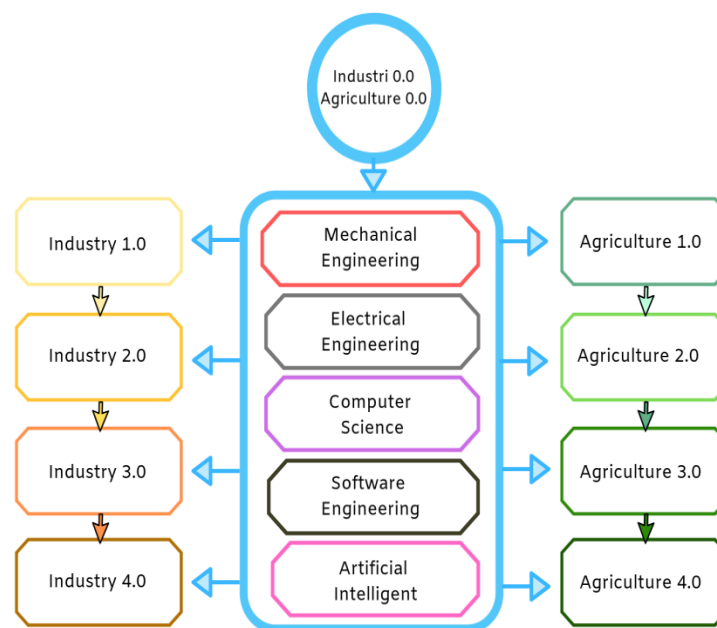 Industri 0.0
Agriculture 0.0
Industry 1.0
Mechanical
Engineering
Agriculture 1.0
Industry 2.0
Electrical
Engineering
Agriculture 2.0
Computer
Science
Industry 3.0
Software
Engineering
Agriculture 3.0
Industry 4.0
Artificial
Intelligent
Agriculture 4.0